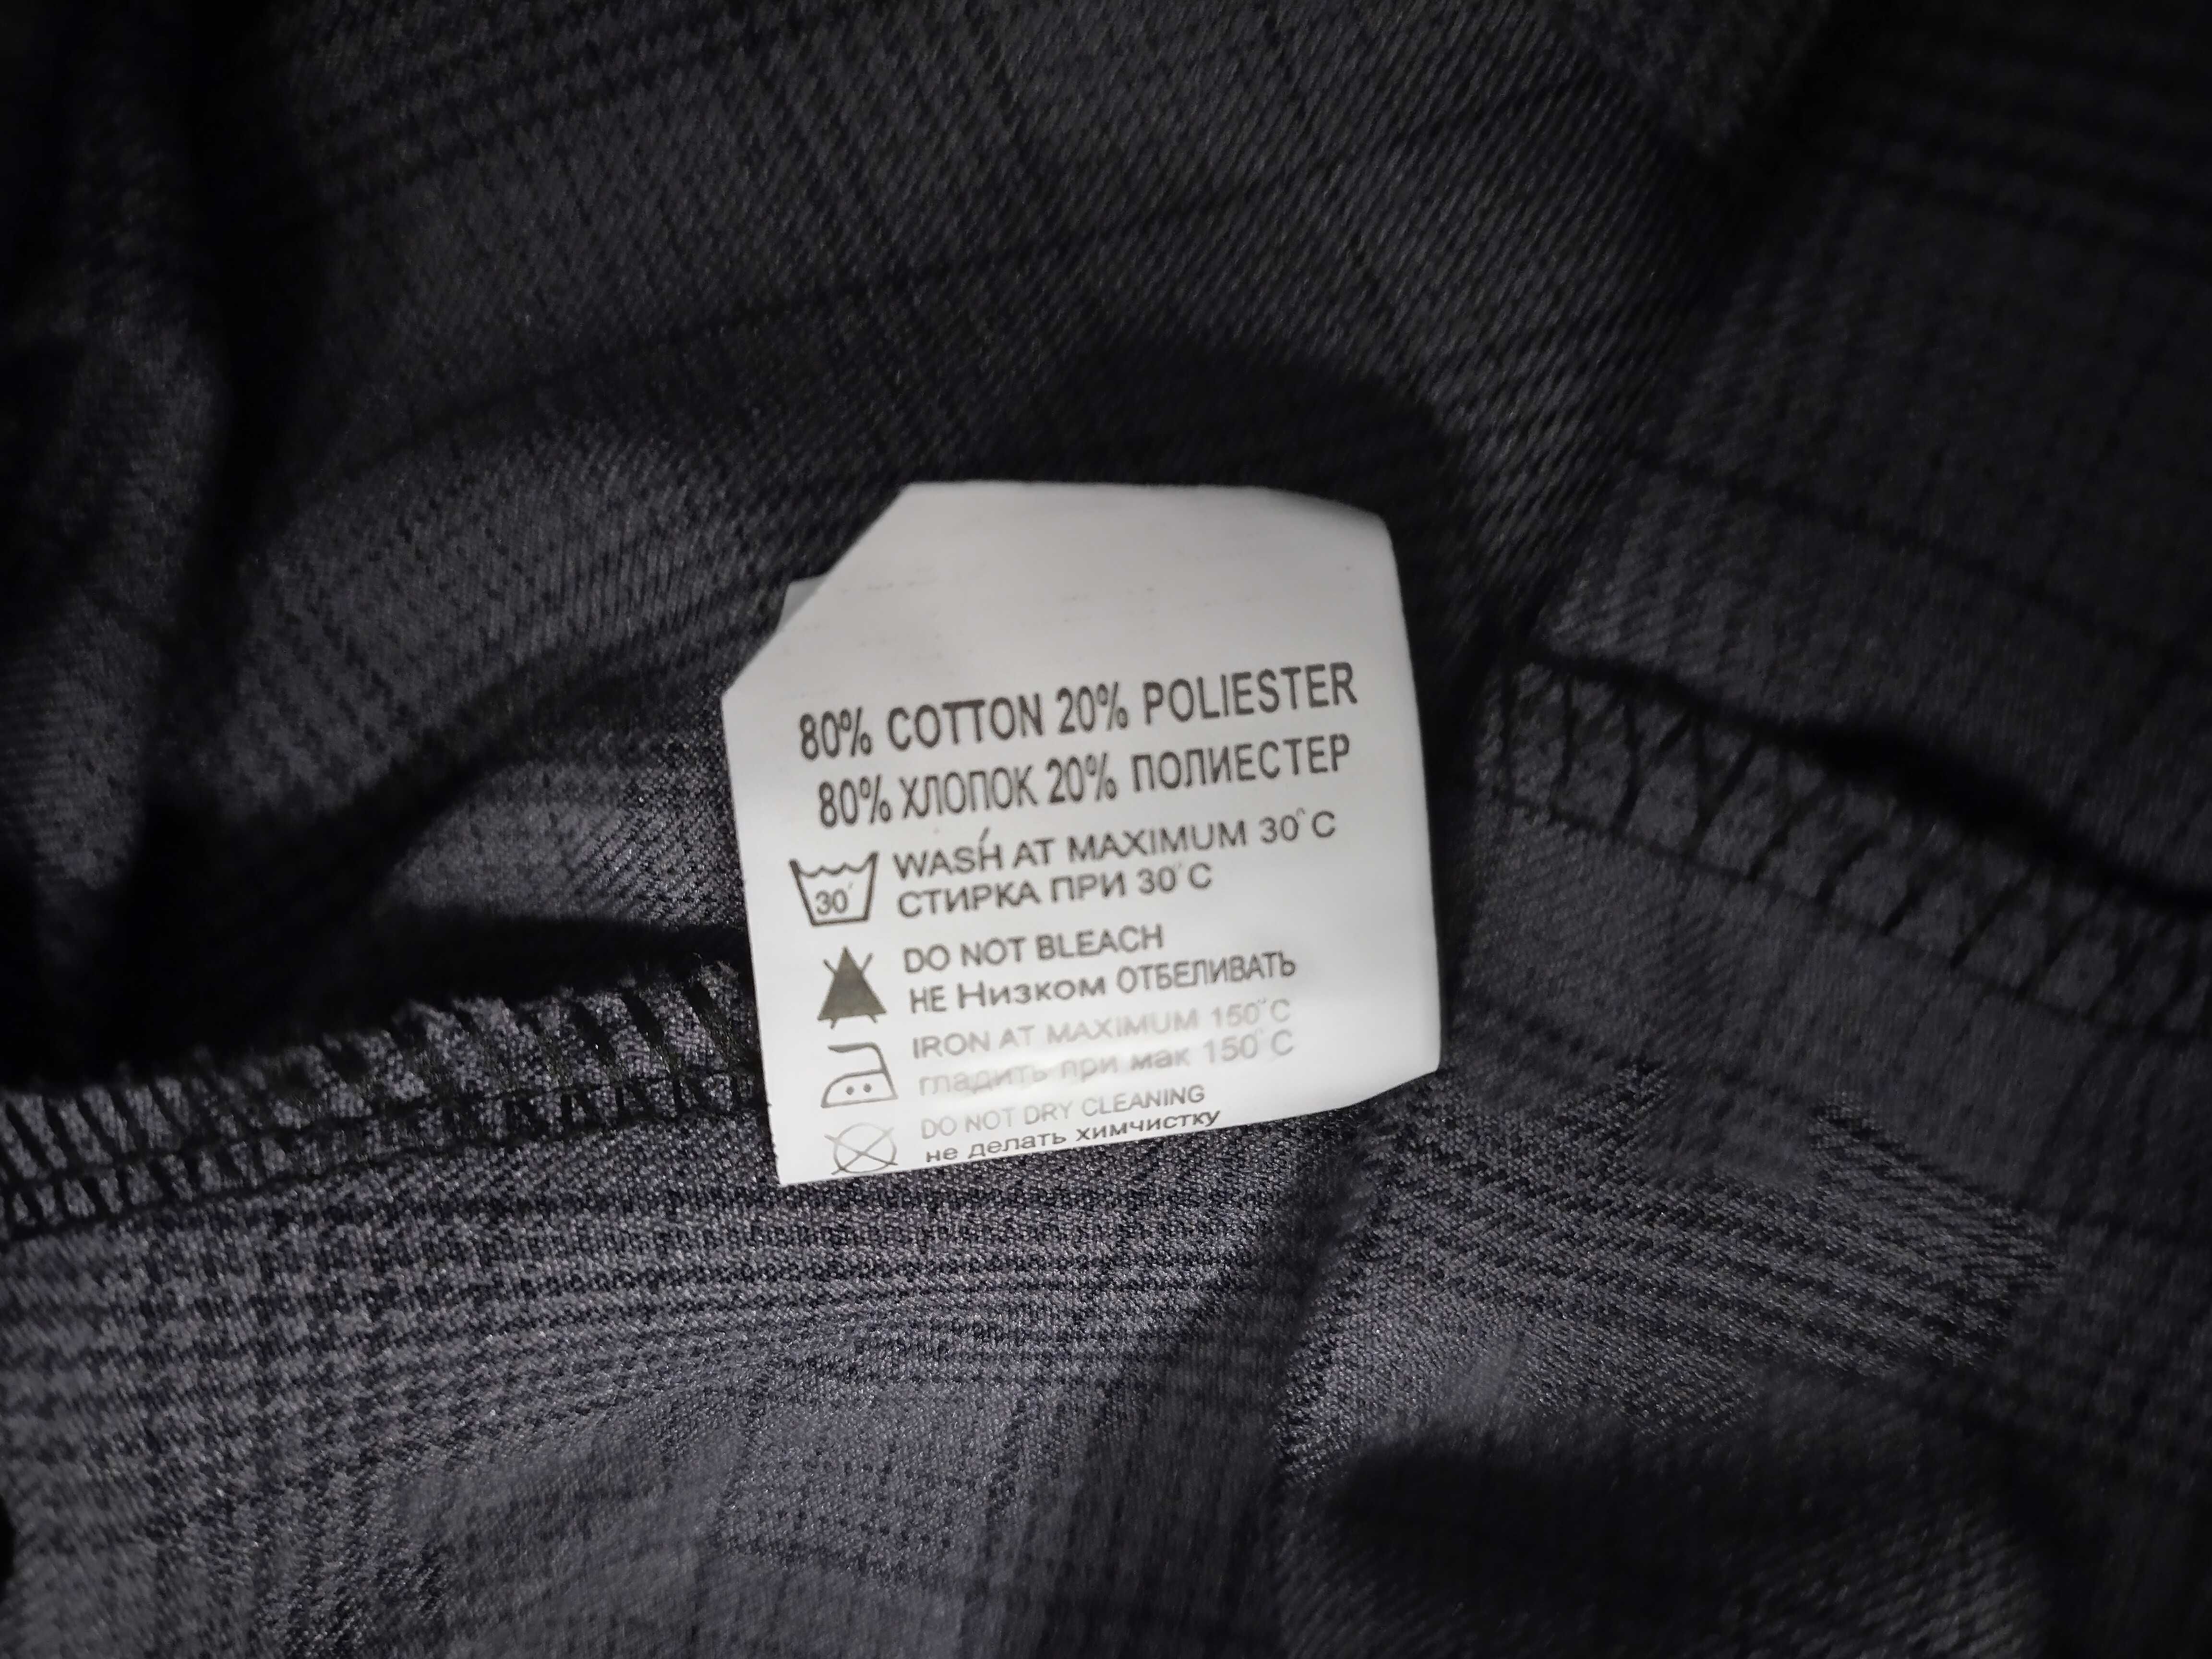 80% COTTON 20% POLIESTER
80% ХЛОПОК 20% ПОЛИЕСТЕР
WASH AT MAXIMUM 30°C
30° СТИРКА ПРИ 30°C
DO NOT BLEACH
НЕ Низком ОТБЕЛИВАТЬ
IRON AT MAXIMUM 150°C
гладить при мак 150°C
DO NOT DRY CLEANING
не делать химчистку